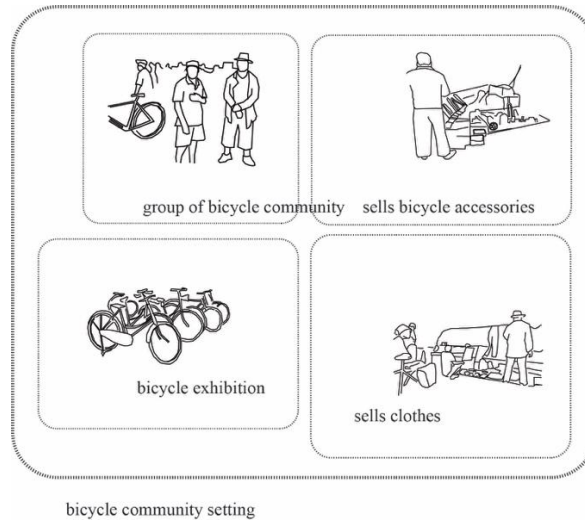 group of bicycle community
sells bicycle accessories
bicycle exhibition
sells clothes
bicycle community setting